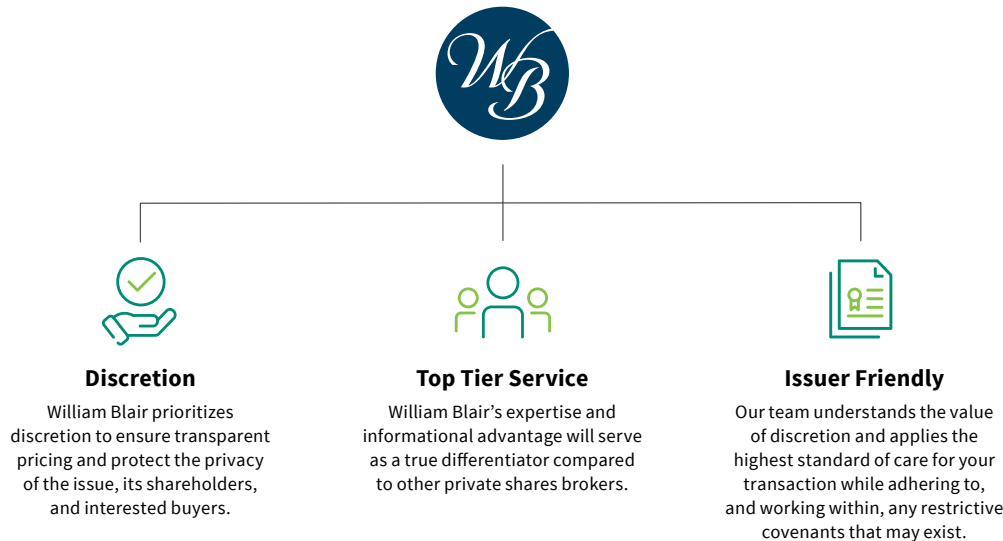 WB
Discretion
William Blair prioritizes
discretion to ensure transparent
pricing and protect the privacy
of the issue, its shareholders,
and interested buyers.
Top Tier Service
William Blair’s expertise and
informational advantage will serve
as a true differentiator compared
to other private shares brokers.
Issuer Friendly
Our team understands the value
of discretion and applies the
highest standard of care for your
transaction while adhering to,
and working within, any restrictive
covenants that may exist.